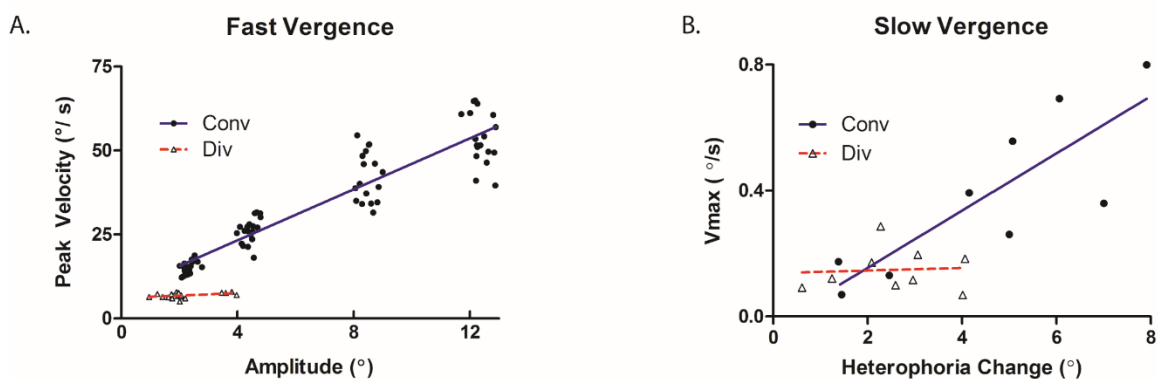 A.
Fast Vergence
75
50
25
0
Peak Velocity (°/ s)
Conv
Div
0 4 8 12
Amplitude (°)
B.
Slow Vergence
0.8
0.4
0.0
Vmax ( °/s)
Conv
Div
0 2 4 6 8
Heterophoria Change (°)